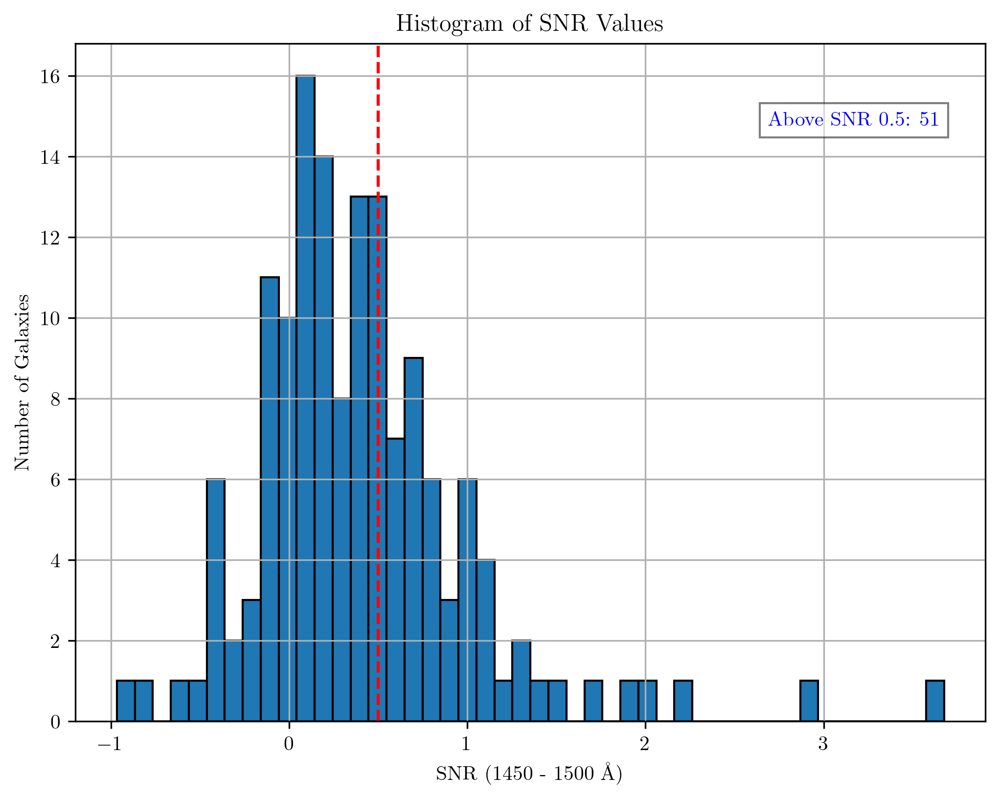 Histogram of SNR Values
Above SNR 0.5: 51
Number of Galaxies
16
14
12
10
8
6
4
2
0
−1 0 1 2 3
SNR (1450 - 1500 Å)